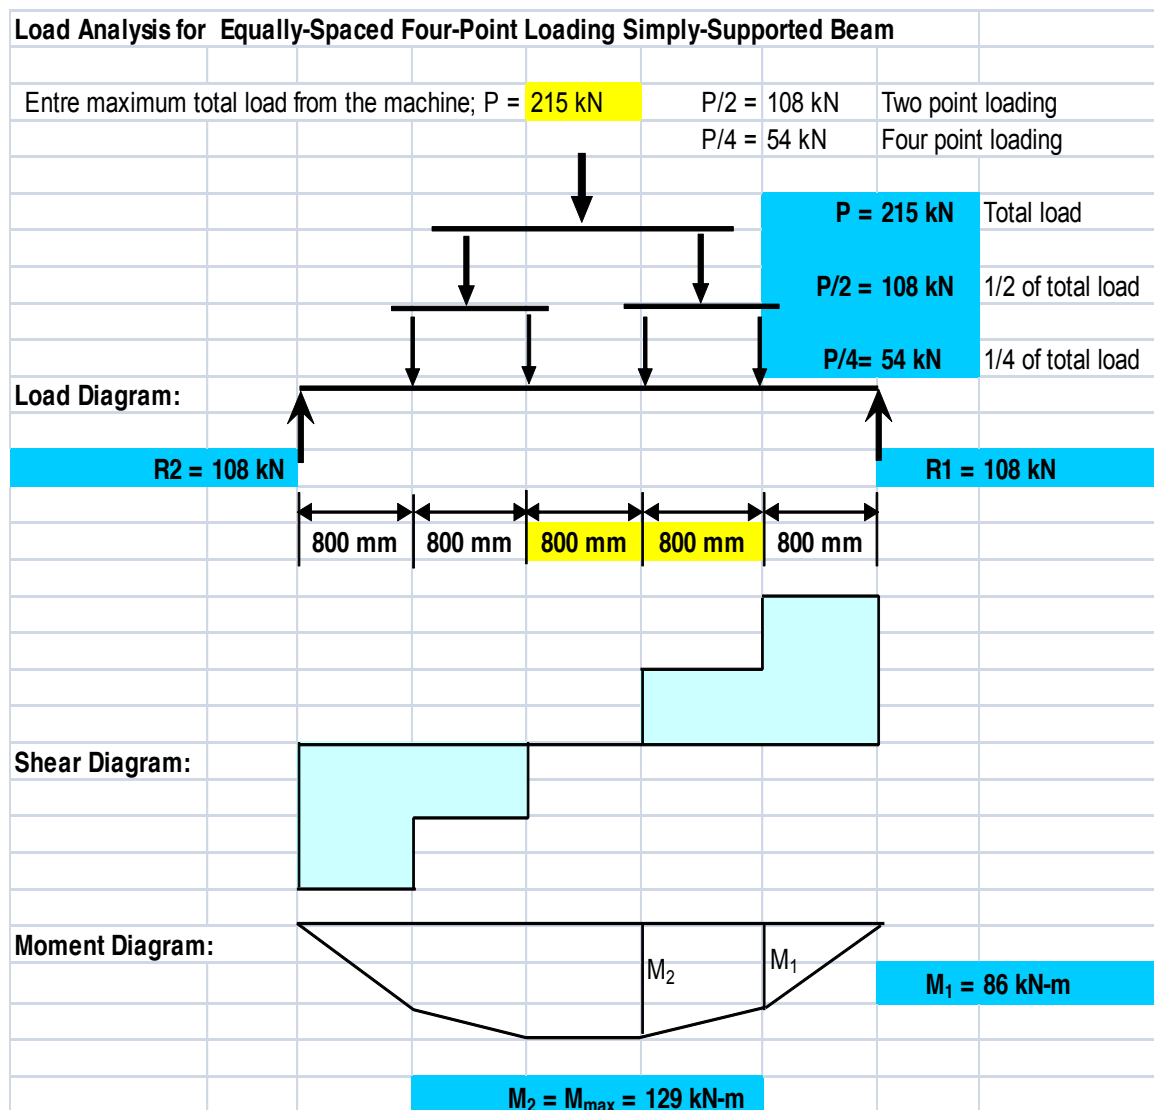 Load Analysis for Equally-Spaced Four-Point Loading Simply-Supported Beam
Entre maximum total load from the machine; P = 215 kN P/2 = 108 kN Two point loading
P/4 = 54 kN Four point loading
P = 215 kN Total load
P/2 = 108 kN 1/2 of total load
P/4= 54 kN 1/4 of total load
Load Diagram:
R2 = 108 kN R1 = 108 kN
800 mm 800 mm 800 mm 800 mm 800 mm
Shear Diagram:
Moment Diagram:
M₂ M₁
M₁ = 86 kN-m
M₂ = Mmax = 129 kN-m